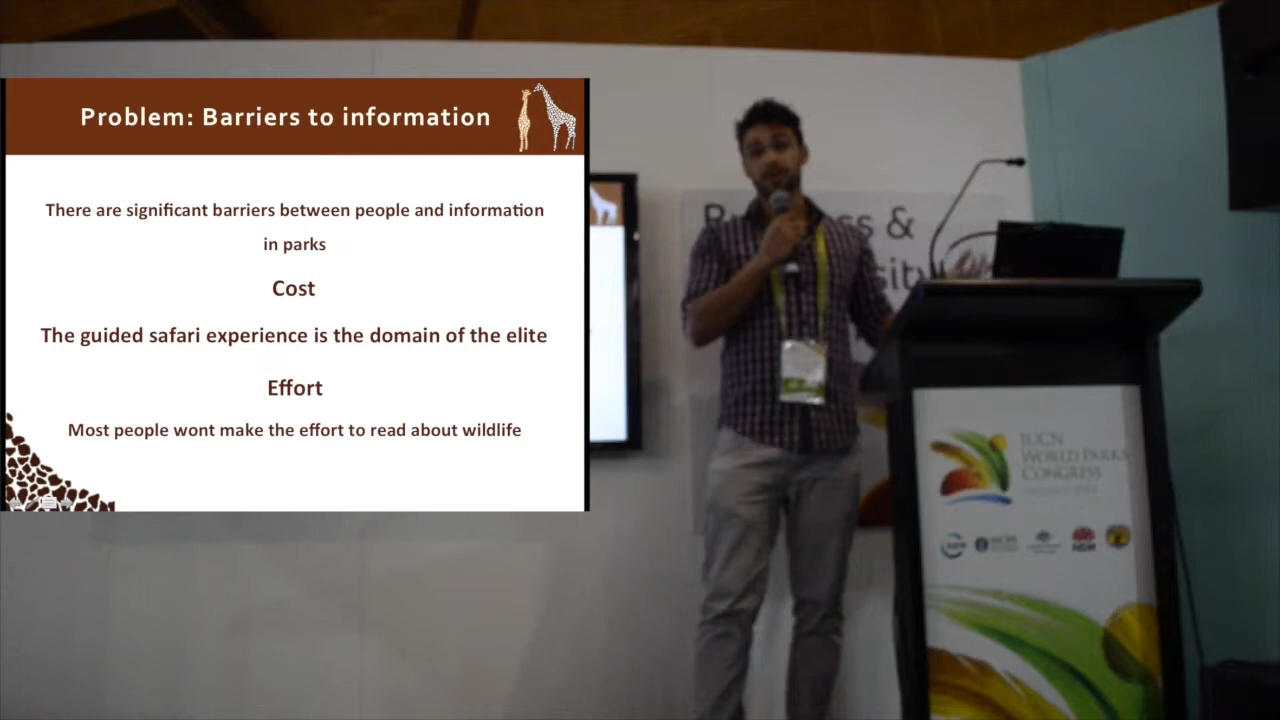 Problem: Barriers to information
There are significant barriers between people and information
in parks
Cost
The guided safari experience is the domain of the elite
Effort
Most people wont make the effort to read about wildlife
&
IUCN
WORLD PARKS
CONGRESS
NSW